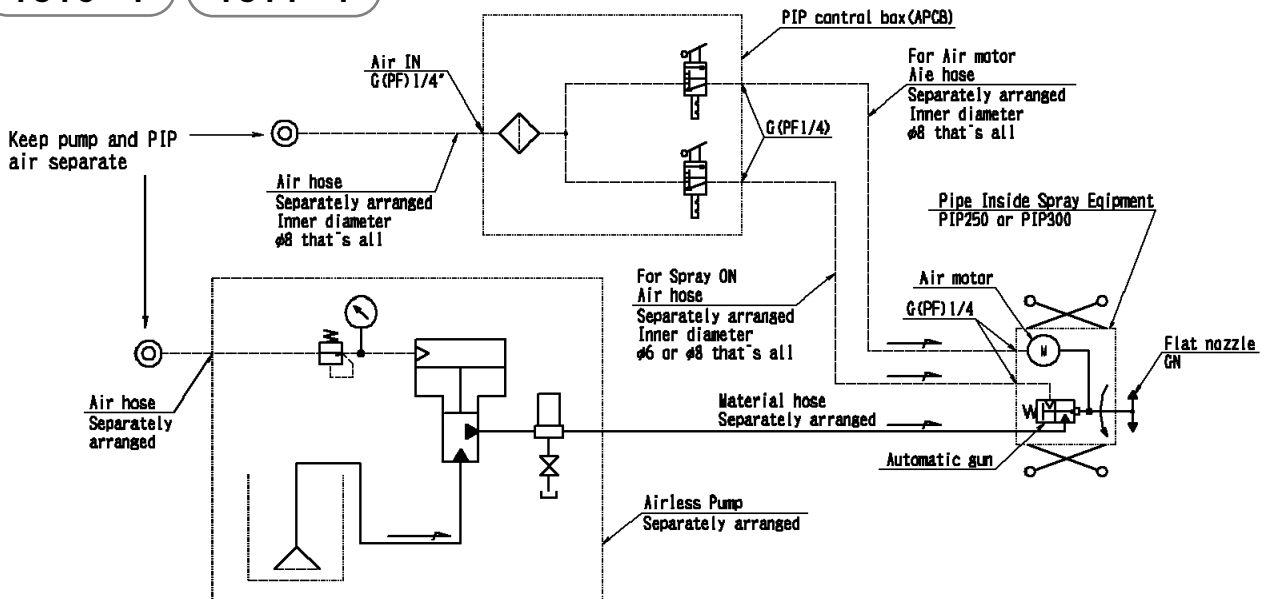 PIP control box(APCB)
Air IN
G(PF)1/4"
For Air motor
Aie hose
Separately arranged
Inner diameter
φ8 that's all
G(PF1/4)
Keep pump and PIP
air separate
Air hose
Separately arranged
Inner diameter
φ8 that's all
Pipe Inside Spray Eqipment
PIP250 or PIP300
For Spray ON
Air hose
Separately arranged
Inner diameter
φ6 or φ8 that's all
Air motor
G(PF)1/4
M
Flat nozzle
GN
Air hose
Separately
arranged
Material hose
Separately arranged
Automatic gun
Airless Pump
Separately arranged